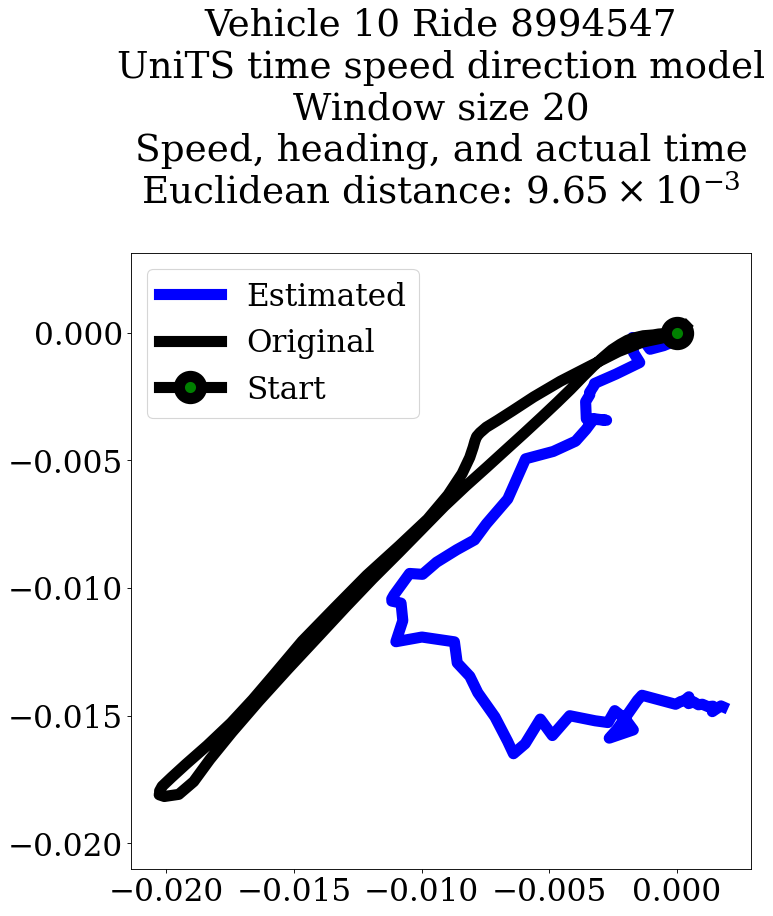 Vehicle 10 Ride 8994547
UniTS time speed direction model
Window size 20
Speed, heading, and actual time
Euclidean distance: 9.65 × 10⁻³
Estimated
Original
Start
0.000
−0.005
−0.010
−0.015
−0.020
−0.020 −0.015 −0.010 −0.005 0.000